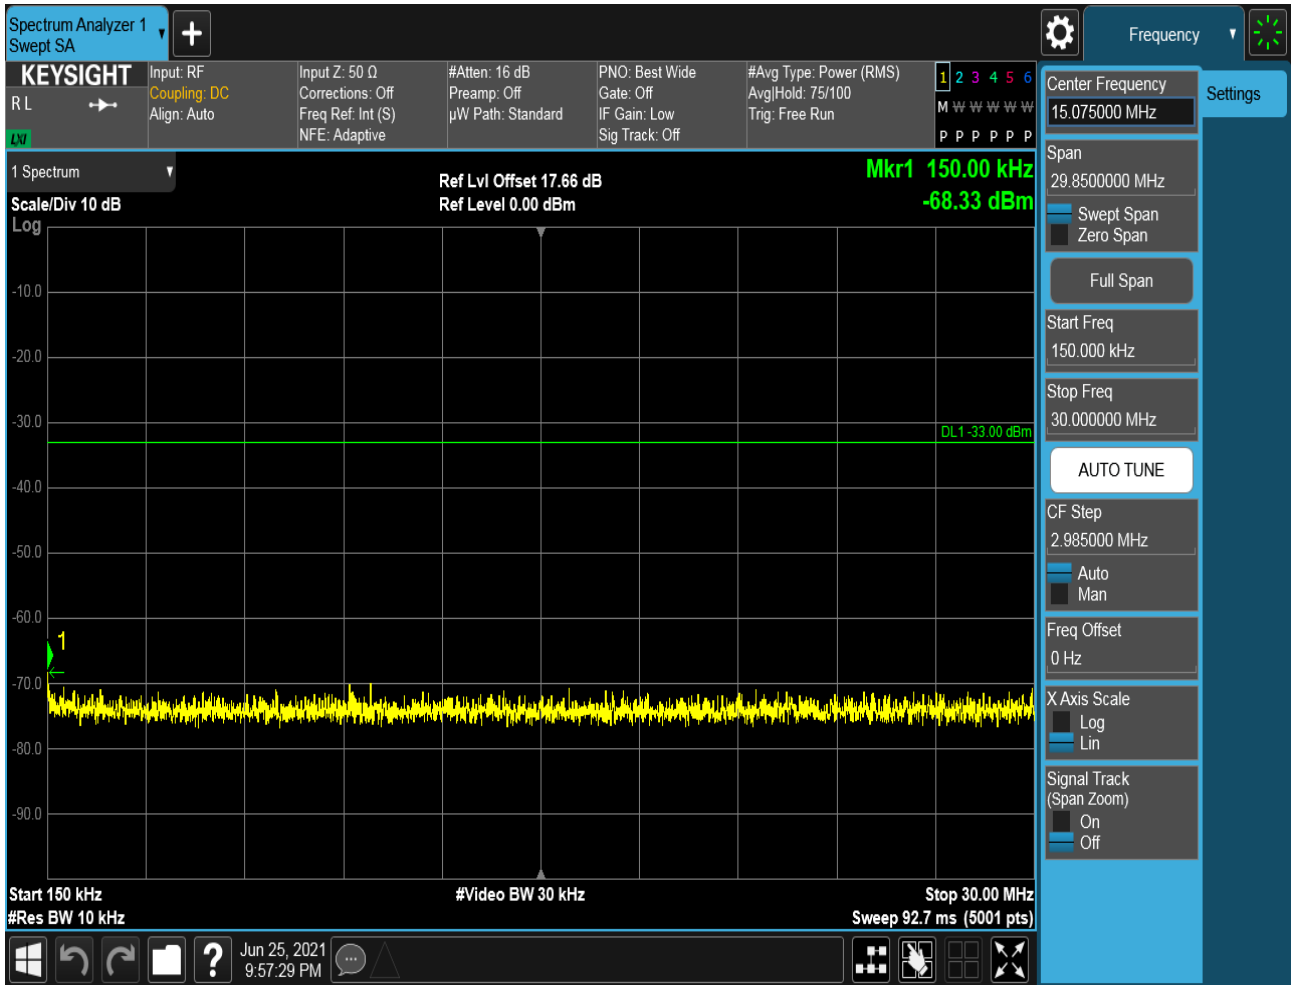 Spectrum Analyzer 1
Swept SA
Frequency
KEYSIGHT
R L
LXI
Input: RF
Coupling: DC
Align: Auto
Input Z: 50 Ω
Corrections: Off
Freq Ref: Int (S)
NFE: Adaptive
#Atten: 16 dB
Preamp: Off
µW Path: Standard
PNO: Best Wide
Gate: Off
IF Gain: Low
Sig Track: Off
#Avg Type: Power (RMS)
Avg|Hold: 75/100
Trig: Free Run
1 2 3 4 5 6
M W W W W W
P P P P P P
1 Spectrum
Scale/Div 10 dB
Log
Ref Lvl Offset 17.66 dB
Ref Level 0.00 dBm
Mkr1 150.00 kHz
-68.33 dBm
-10.0
-20.0
-30.0
DL1 -33.00 dBm
-40.0
-50.0
-60.0
1
-70.0
-80.0
-90.0
Start 150 kHz
#Video BW 30 kHz
Stop 30.00 MHz
#Res BW 10 kHz
Sweep 92.7 ms (5001 pts)
Center Frequency
15.075000 MHz
Settings
Span
29.8500000 MHz
Swept Span
Zero Span
Full Span
Start Freq
150.000 kHz
Stop Freq
30.000000 MHz
AUTO TUNE
CF Step
2.985000 MHz
Auto
Man
Freq Offset
0 Hz
X Axis Scale
Log
Lin
Signal Track
(Span Zoom)
On
Off
?
Jun 25, 2021
9:57:29 PM